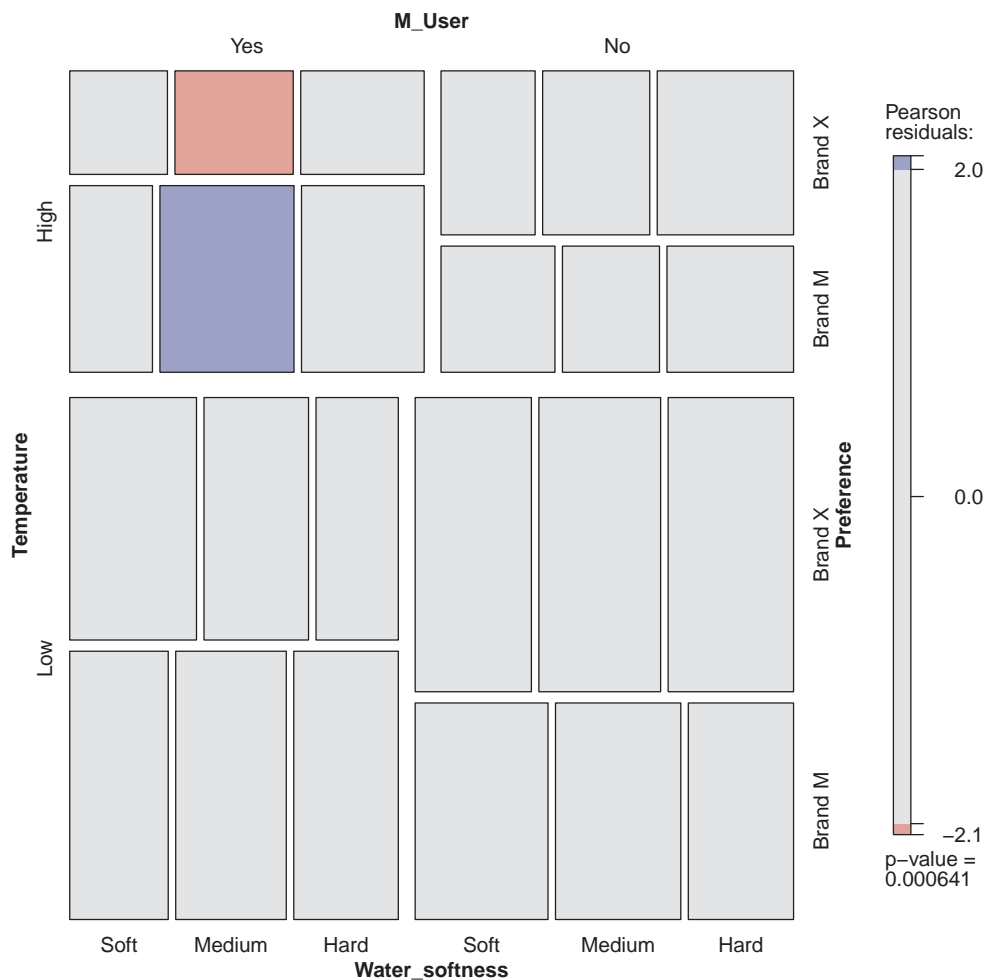 M_User
Yes No
Pearson
residuals:
2.0
0.0
−2.1
p−value =
0.000641
Temperature
High
Low
Brand X
Brand M
Brand X
Brand M
Preference
Soft Medium Hard Soft Medium Hard
Water_softness